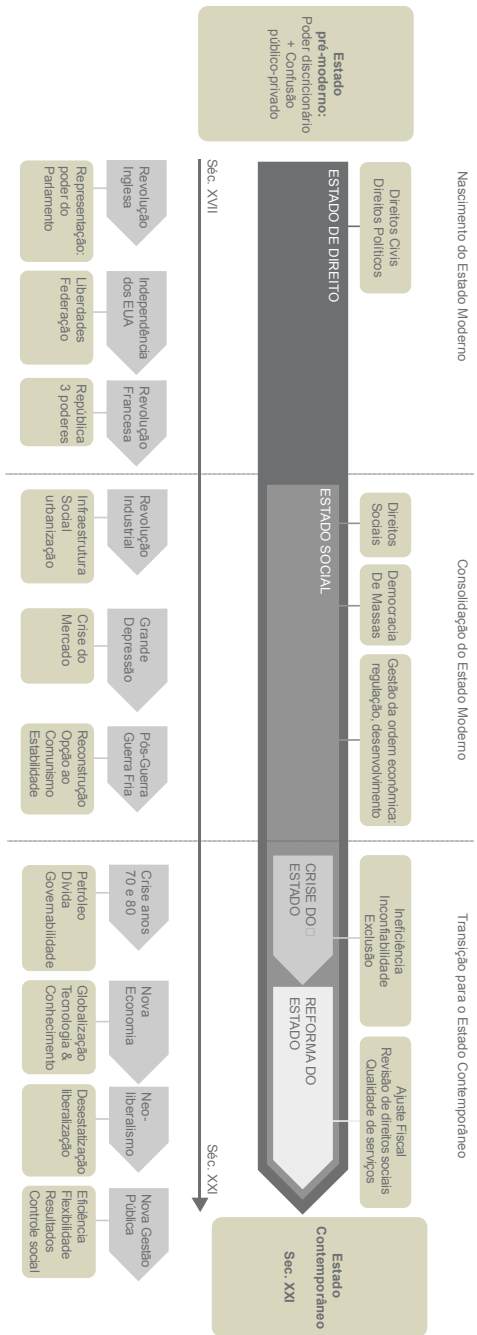 Nascimento do Estado Moderno
Consolidação do Estado Moderno
Transição para o Estado Contemporâneo
Estado
pré-moderno:
Poder discricionário
+ Confusão
público-privado
Direitos Civis
Direitos Políticos
Direitos
Sociais
Democracia
De Massas
Gestão da ordem econômica:
regulação, desenvolvimento
Ineficiência
Inconfiabilidade
Exclusão
Ajuste Fiscal
Revisão de direitos sociais
Qualidade de serviços
ESTADO DE DIREITO
ESTADO SOCIAL
CRISE DO
ESTADO
REFORMA DO
ESTADO
Estado
Contemporâneo
Sec. XXI
Séc. XVII
Séc. XXI
Revolução
Inglesa
Independência
dos EUA
Revolução
Francesa
Revolução
Industrial
Grande
Depressão
Pós-Guerra
Guerra Fria
Crise anos
70 e 80
Nova
Economia
Neo-
liberalismo
Nova Gestão
Pública
Representação:
poder do
Parlamento
Liberdades
Federação
República
3 poderes
Infraestrutura
Social
urbanização
Crise do
Mercado
Reconstrução
Opção ao
Comunismo
Estabilidade
Petróleo
Dívida
Governabilidade
Globalização
Tecnologia &
Conhecimento
Desestatização
liberalização
Eficiência
Flexibilidade
Resultados
Controle social